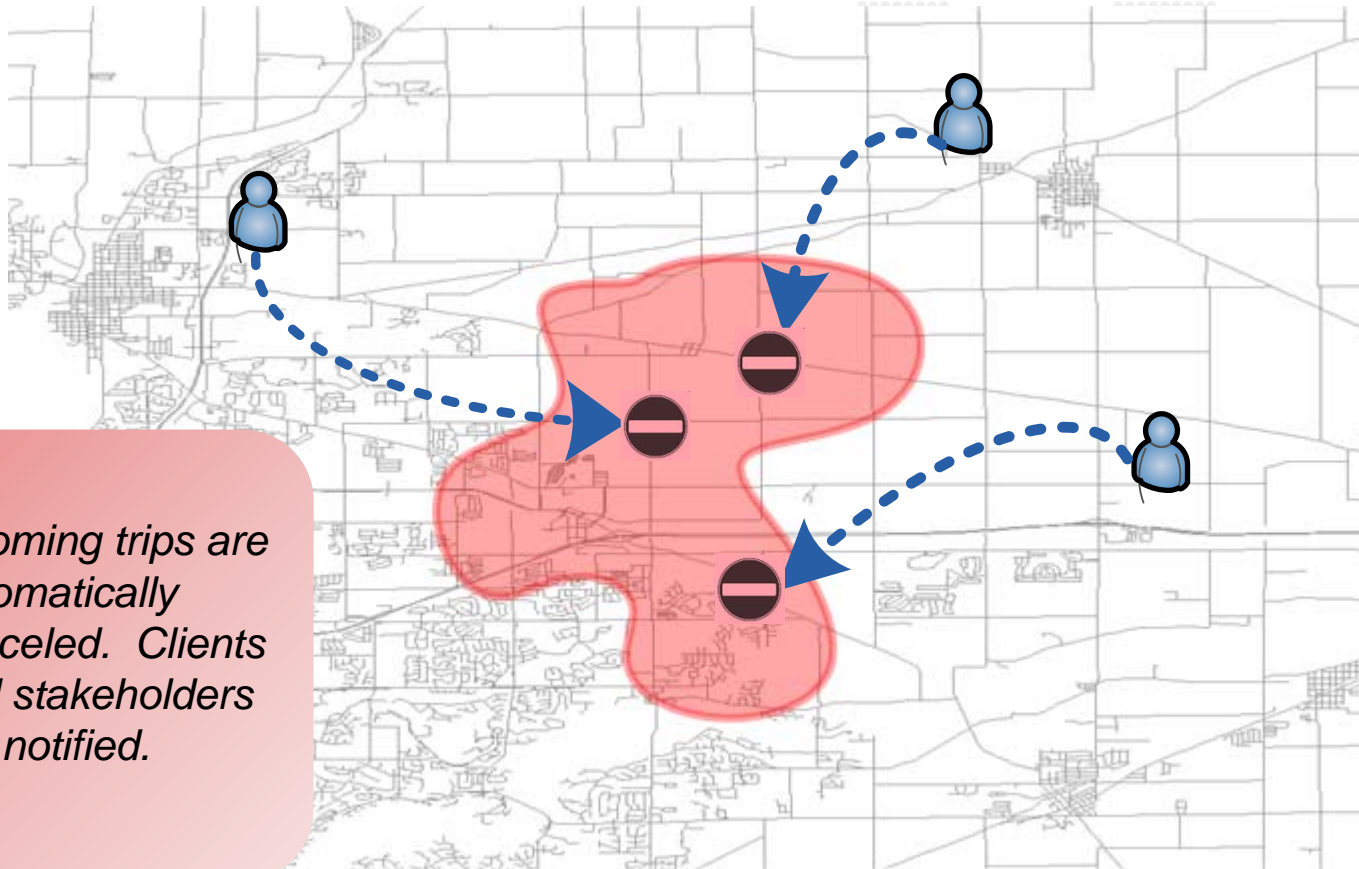 oming trips are
omatically
celed. Clients
stakeholders
notified.